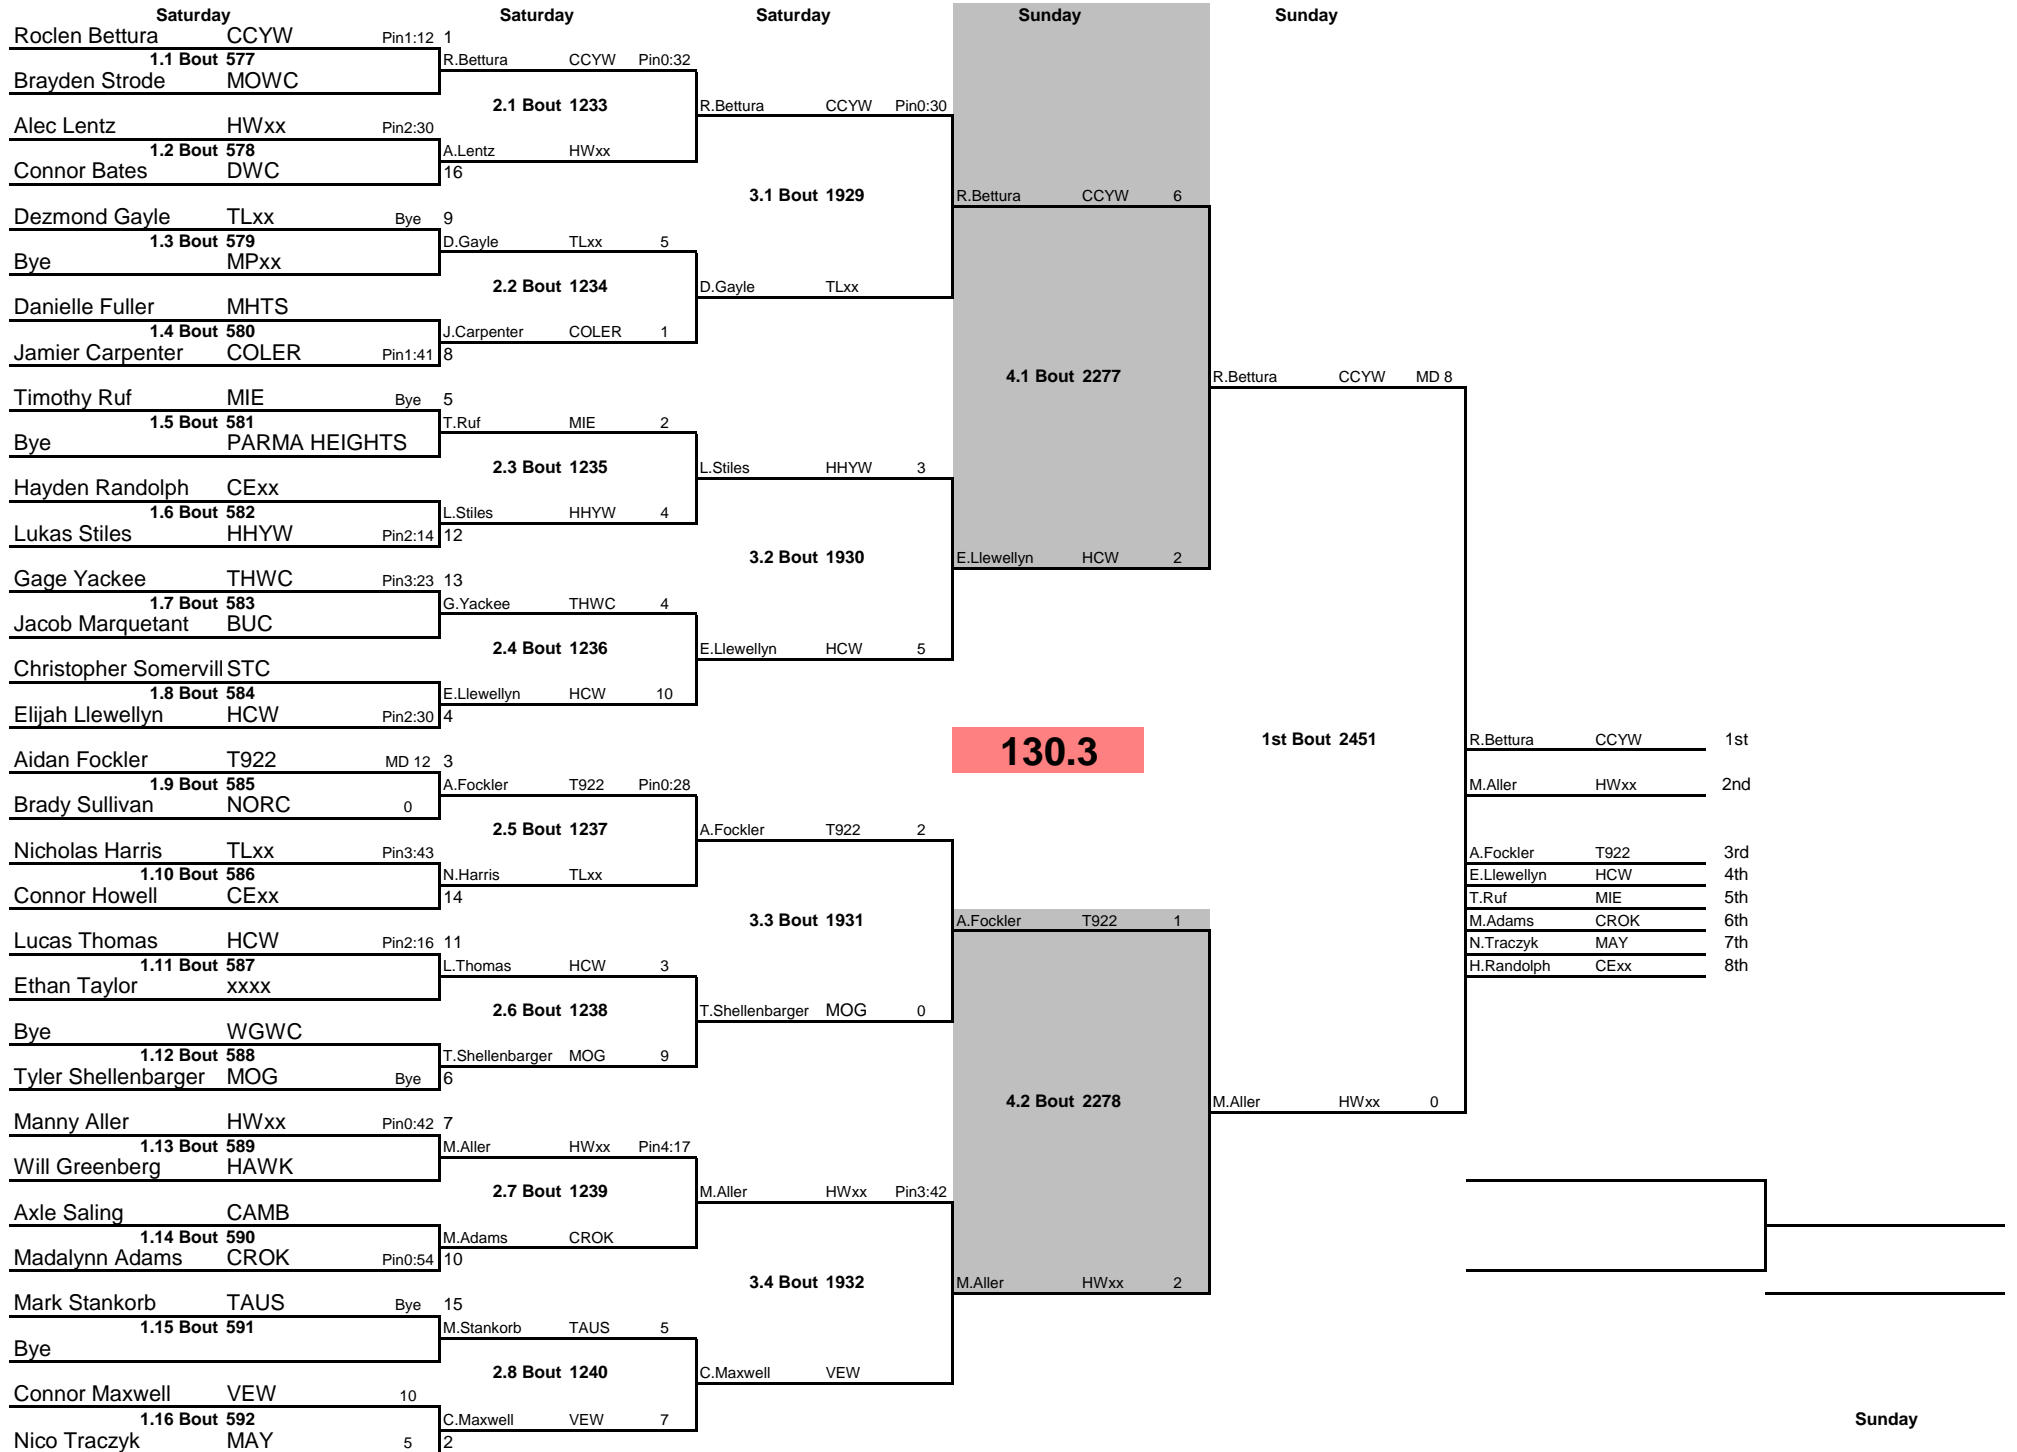 Saturday Saturday Saturday Sunday Sunday
Roclen Bettura CCYW Pin1:12 1
1.1 Bout 577
Brayden Strode MOWC
Alec Lentz HWxx Pin2:30
1.2 Bout 578
Connor Bates DWC 16
Dezmond Gayle TLxx Bye 9
1.3 Bout 579
Bye MPxx
Danielle Fuller MHTS
1.4 Bout 580
Jamier Carpenter COLER Pin1:41 8
Timothy Ruf MIE Bye 5
1.5 Bout 581
Bye PARMA HEIGHTS
Hayden Randolph CExx
1.6 Bout 582
Lukas Stiles HHYW Pin2:14 12
Gage Yackee THWC Pin3:23 13
1.7 Bout 583
Jacob Marquetant BUC
Christopher Somervill STC
1.8 Bout 584
Elijah Llewellyn HCW Pin2:30 4
Aidan Fockler T922 MD 12 3
1.9 Bout 585
Brady Sullivan NORC 0
Nicholas Harris TLxx Pin3:43
1.10 Bout 586
Connor Howell CExx 14
Lucas Thomas HCW Pin2:16 11
1.11 Bout 587
Ethan Taylor xxxx
Bye WGWC
1.12 Bout 588
Tyler Shellenbarger MOG Bye 6
Manny Aller HWxx Pin0:42 7
1.13 Bout 589
Will Greenberg HAWK
Axle Saling CAMB
1.14 Bout 590
Madalynn Adams CROK Pin0:54 10
Mark Stankorb TAUS Bye 15
1.15 Bout 591
Bye
Connor Maxwell VEW 10
1.16 Bout 592
Nico Traczyk MAY 5 2
R.Bettura CCYW Pin0:32
2.1 Bout 1233
A.Lentz HWxx
D.Gayle TLxx 5
2.2 Bout 1234
J.Carpenter COLER 1
T.Ruf MIE 2
2.3 Bout 1235
L.Stiles HHYW 4
G.Yackee THWC 4
2.4 Bout 1236
E.Llewellyn HCW 10
A.Fockler T922 Pin0:28
2.5 Bout 1237
N.Harris TLxx
L.Thomas HCW 3
2.6 Bout 1238
T.Shellenbarger MOG 9
M.Aller HWxx Pin4:17
2.7 Bout 1239
M.Adams CROK
M.Stankorb TAUS 5
2.8 Bout 1240
C.Maxwell VEW 7
R.Bettura CCYW Pin0:30
3.1 Bout 1929
D.Gayle TLxx
L.Stiles HHYW 3
3.2 Bout 1930
E.Llewellyn HCW 5
A.Fockler T922 2
3.3 Bout 1931
T.Shellenbarger MOG 0
M.Aller HWxx Pin3:42
3.4 Bout 1932
C.Maxwell VEW
R.Bettura CCYW 6
4.1 Bout 2277
E.Llewellyn HCW 2
130.3
A.Fockler T922 1
4.2 Bout 2278
M.Aller HWxx 2
R.Bettura CCYW MD 8
1st Bout 2451
M.Aller HWxx 0
R.Bettura CCYW 1st
M.Aller HWxx 2nd
A.Fockler T922 3rd
E.Llewellyn HCW 4th
T.Ruf MIE 5th
M.Adams CROK 6th
N.Traczyk MAY 7th
H.Randolph CExx 8th
Sunday